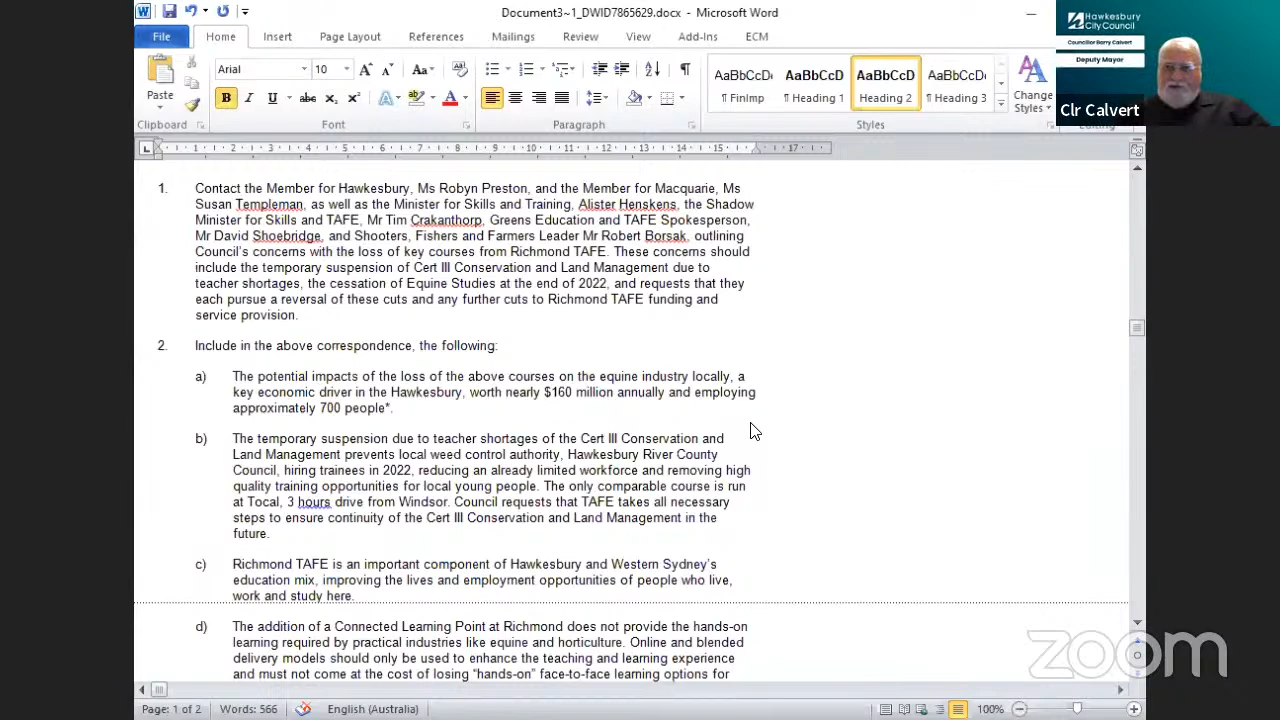 Document3~1_DWID7865629.docx - Microsoft Word
File Home Insert Page Layout References Mailings Review View Add-Ins ECM
Arial 10
Paste
Clipboard Font Paragraph Styles Editing
AaBbCcDc AaBbCcD AaBbCcD AaBbCcDc
¶ FinImp ¶ Heading 1 Heading 2 ¶ Heading 3
Change
Styles
Hawkesbury
City Council
Councillor Barry Calvert
Deputy Mayor
Clr Calvert
1 2 3 4 5 6 7 8 9 10 11 12 13 14 15 17
1. Contact the Member for Hawkesbury, Ms Robyn Preston, and the Member for Macquarie, Ms
Susan Templeman, as well as the Minister for Skills and Training, Alister Henskens, the Shadow
Minister for Skills and TAFE, Mr Tim Crakanthorp, Greens Education and TAFE Spokesperson,
Mr David Shoebridge, and Shooters, Fishers and Farmers Leader Mr Robert Borsak, outlining
Council's concerns with the loss of key courses from Richmond TAFE. These concerns should
include the temporary suspension of Cert III Conservation and Land Management due to
teacher shortages, the cessation of Equine Studies at the end of 2022, and requests that they
each pursue a reversal of these cuts and any further cuts to Richmond TAFE funding and
service provision.
2. Include in the above correspondence, the following:
a) The potential impacts of the loss of the above courses on the equine industry locally, a
key economic driver in the Hawkesbury, worth nearly $160 million annually and employing
approximately 700 people*.
b) The temporary suspension due to teacher shortages of the Cert III Conservation and
Land Management prevents local weed control authority, Hawkesbury River County
Council, hiring trainees in 2022, reducing an already limited workforce and removing high
quality training opportunities for local young people. The only comparable course is run
at Tocal, 3 hours drive from Windsor. Council requests that TAFE takes all necessary
steps to ensure continuity of the Cert III Conservation and Land Management in the
future.
c) Richmond TAFE is an important component of Hawkesbury and Western Sydney's
education mix, improving the lives and employment opportunities of people who live,
work and study here.
d) The addition of a Connected Learning Point at Richmond does not provide the hands-on
learning required by practical industries like equine and horticulture. Online and blended
delivery models should only be used to enhance the teaching and learning experience
and must not come at the cost of losing "hands-on" face-to-face learning options for
zoom
Page: 1 of 2 Words: 566 English (Australia) 100%